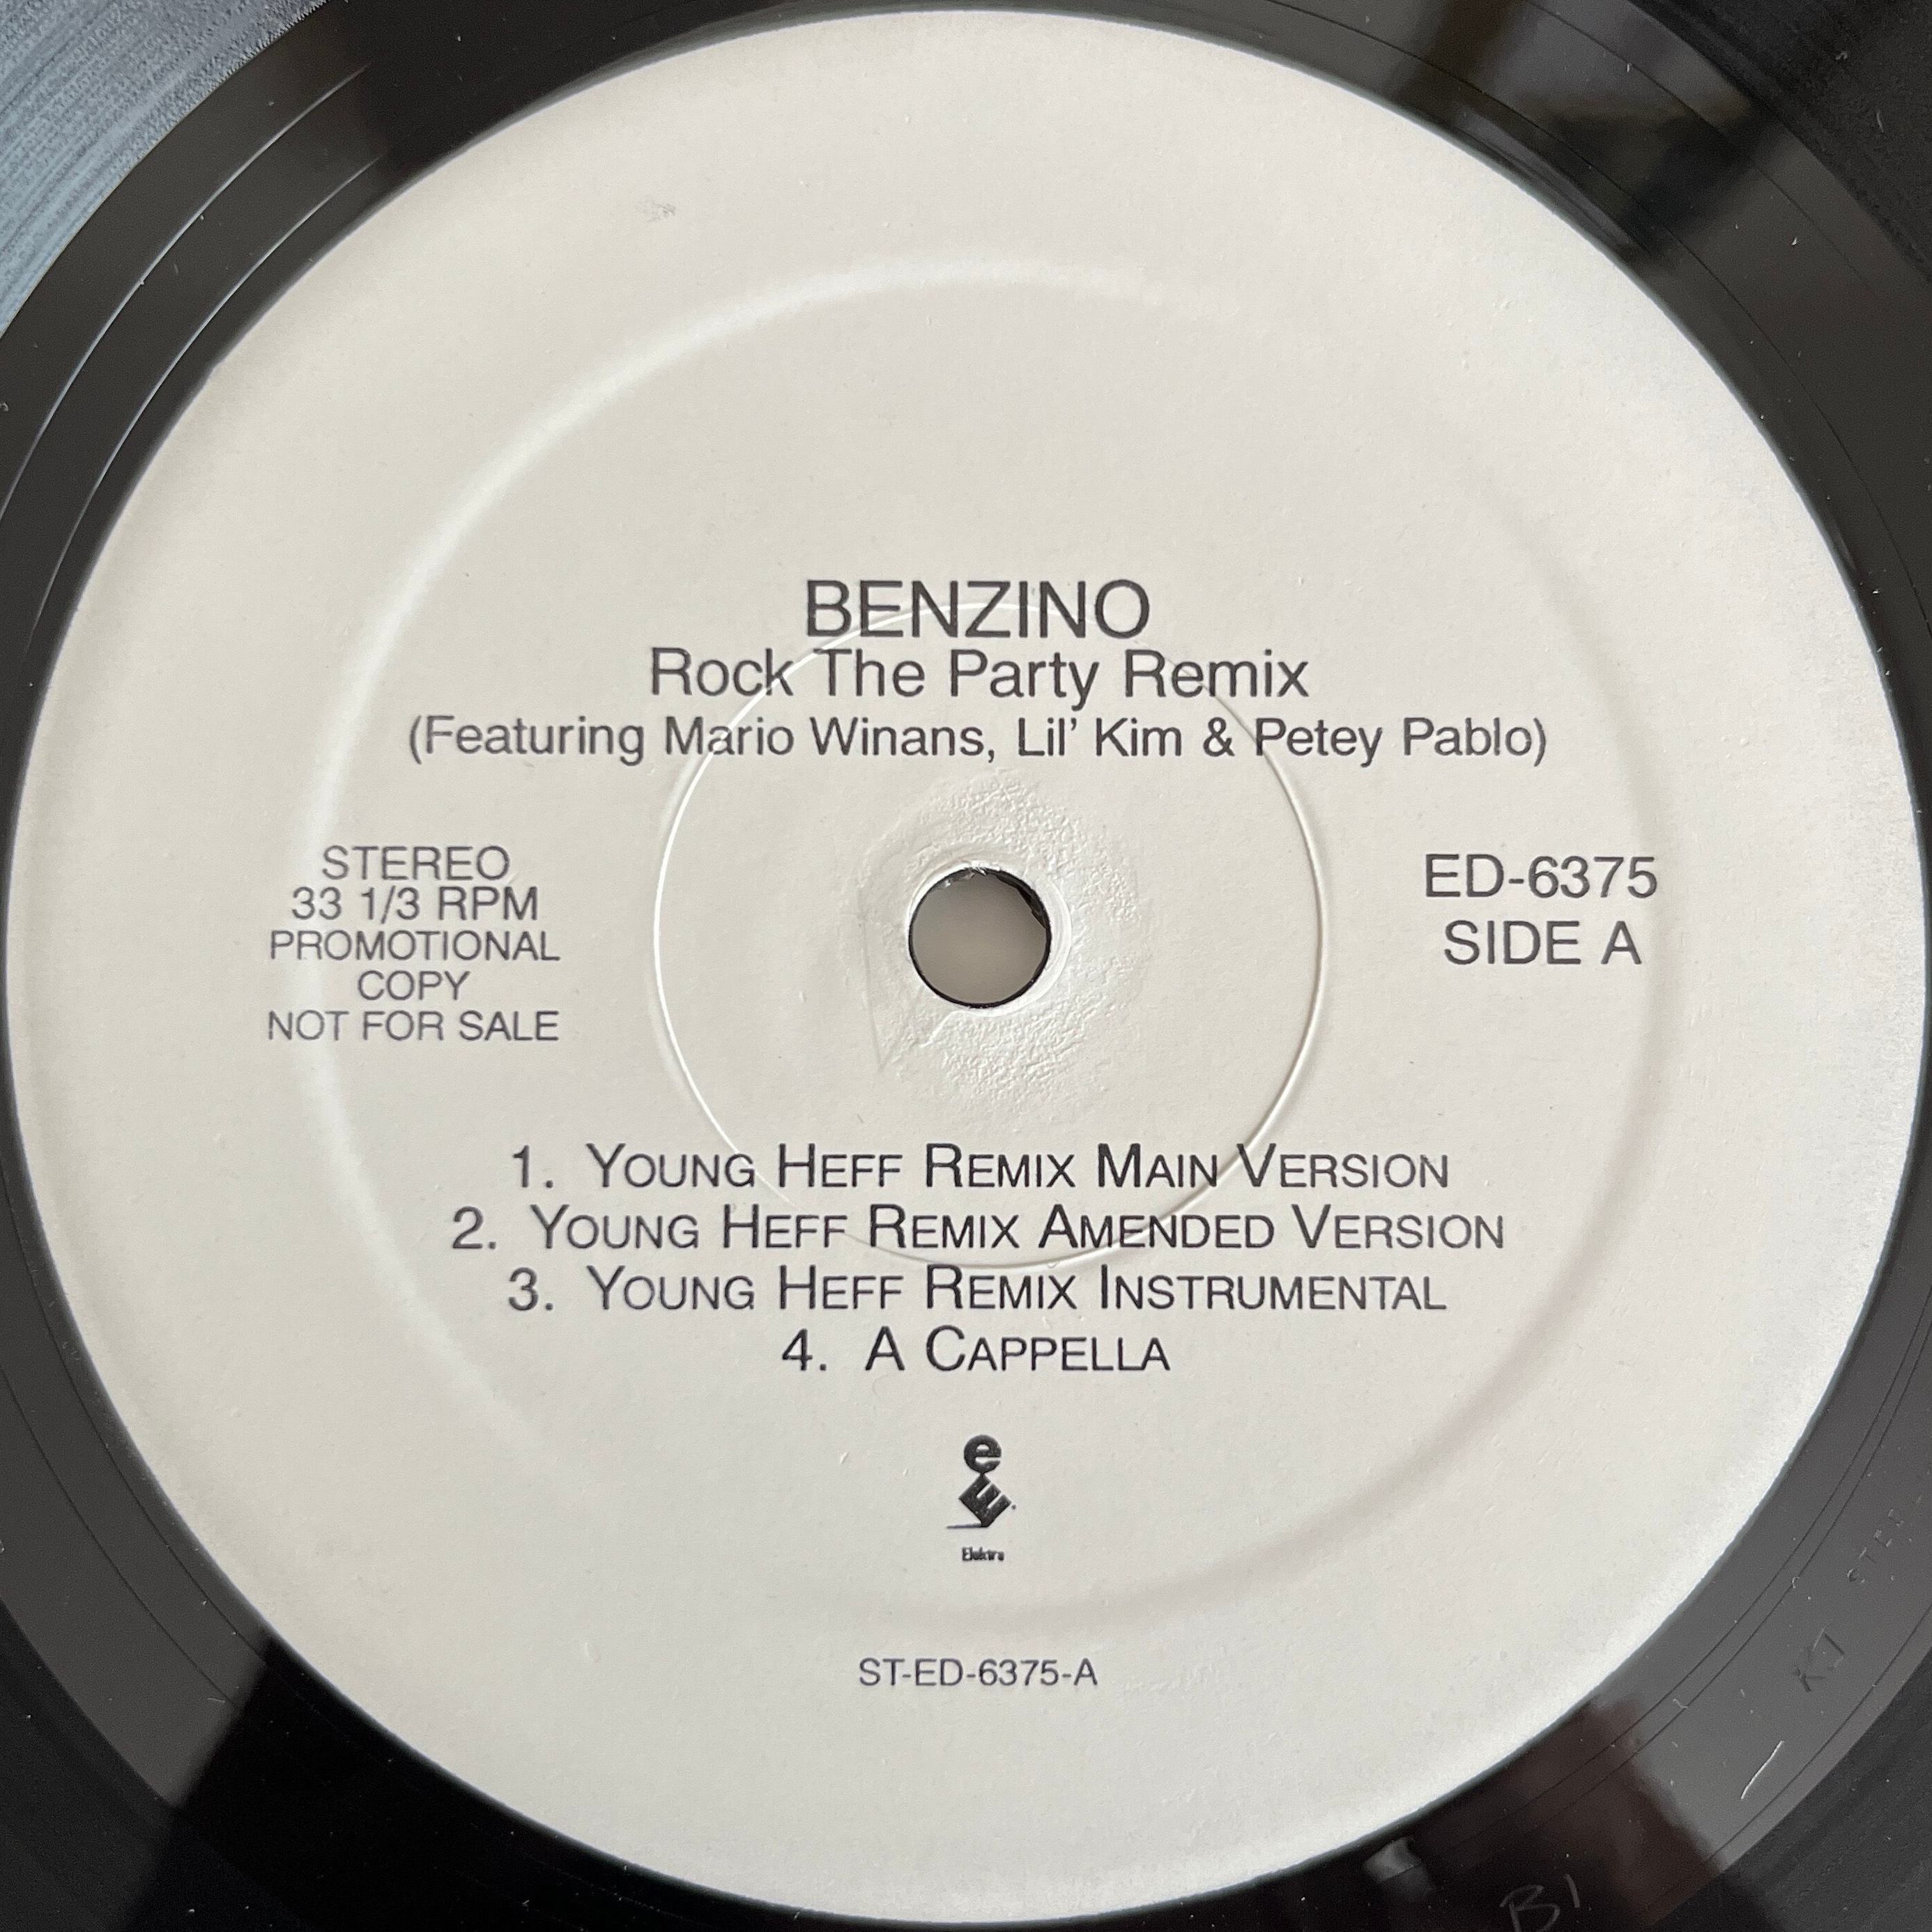 BENZINO
Rock The Party Remix
(Featuring Mario Winans, Lil' Kim & Petey Pablo)
STEREO
33 1/3 RPM
PROMOTIONAL
COPY
NOT FOR SALE
ED-6375
SIDE A
1. YOUNG HEFF REMIX MAIN VERSION
2. YOUNG HEFF REMIX AMENDED VERSION
3. YOUNG HEFF REMIX INSTRUMENTAL
4. A CAPPELLA
e
E
Elektra
ST-ED-6375-A
B1